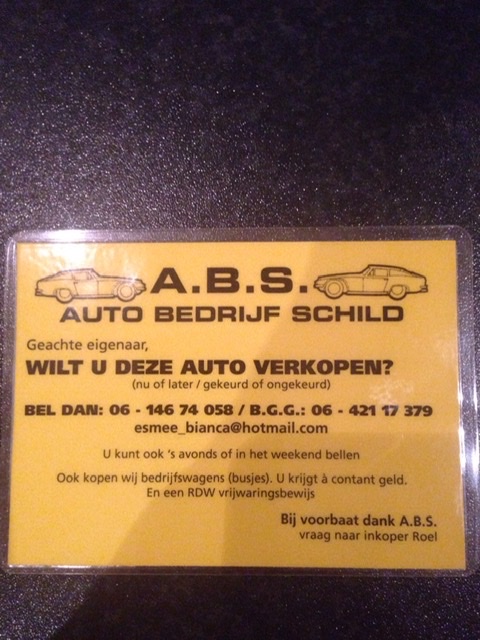 A.B.S.
AUTO BEDRIJF SCHILD
Geachte eigenaar,
WILT U DEZE AUTO VERKOPEN?
(nu of later / gekeurd of ongekeurd)
BEL DAN: 06 - 146 74 058 / B.G.G.: 06 - 421 17 379
esmee_bianca@hotmail.com
U kunt ook 's avonds of in het weekend bellen
Ook kopen wij bedrijfswagens (busjes). U krijgt à contant geld.
En een RDW vrijwaringsbewijs
Bij voorbaat dank A.B.S.
vraag naar inkoper Roel